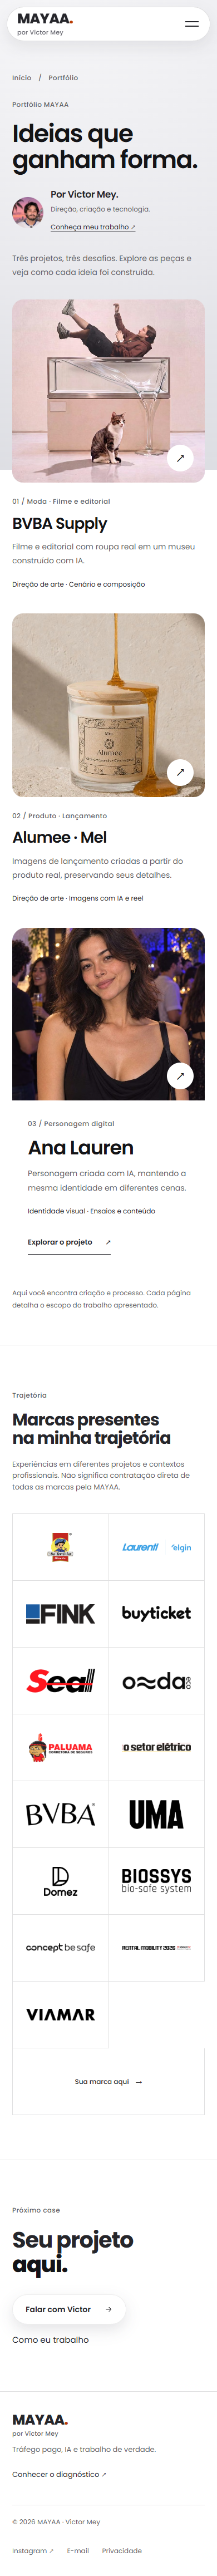 MAYAA.
por Victor Mey
Início / Portfólio
Portfólio MAYAA
Ideias que
ganham forma.
Por Victor Mey.
Direção, criação e tecnologia.
Conheça meu trabalho ↗
Três projetos, três desafios. Explore as peças e
veja como cada ideia foi construída.
↗
01 / Moda · Filme e editorial
BVBA Supply
Filme e editorial com roupa real em um museu
construído com IA.
Direção de arte · Cenário e composição
Alumee
↗
02 / Produto · Lançamento
Alumee · Mel
Imagens de lançamento criadas a partir do
produto real, preservando seus detalhes.
Direção de arte · Imagens com IA e reel
↗
03 / Personagem digital
Ana Lauren
Personagem criada com IA, mantendo a
mesma identidade em diferentes cenas.
Identidade visual · Ensaios e conteúdo
Explorar o projeto ↗
Aqui você encontra criação e processo. Cada página
detalha o escopo do trabalho apresentado.
Trajetória
Marcas presentes
na minha trajetória
Experiências em diferentes projetos e contextos
profissionais. Não significa contratação direta de
todas as marcas pela MAYAA.
Laurenti elgin
FINK
buyticket
Seall
PALUAMA
CORRETORA DE SEGUROS
o setor elétrico
BVBA
UMA
Domez
BIOSSYS
bio-safe system
concept be safe
RENTAL MOBILITY 2026
VIAMAR
Sua marca aqui →
Próximo case
Seu projeto
aqui.
Falar com Victor →
Como eu trabalho
MAYAA.
por Victor Mey
Tráfego pago, IA e trabalho de verdade.
Conhecer o diagnóstico ↗
© 2026 MAYAA · Victor Mey
Instagram ↗ E-mail Privacidade